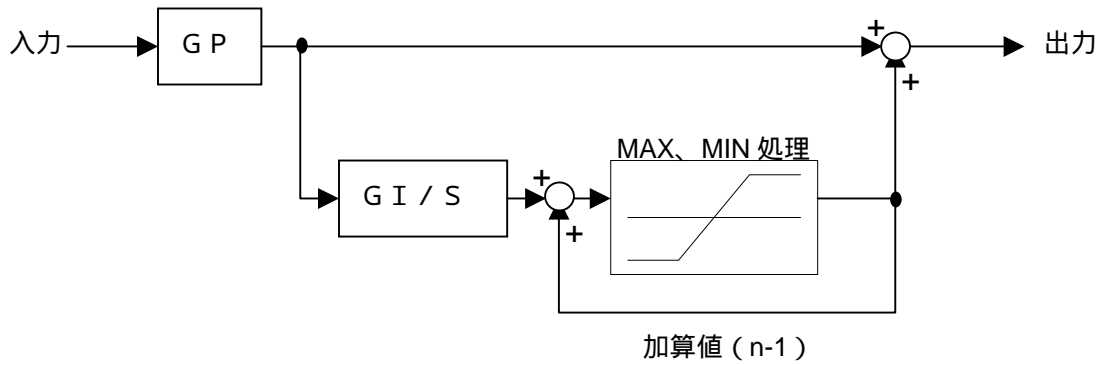 入力
ＧＰ
+
出力
+
MAX、MIN 処理
ＧＩ/Ｓ
+
+
加算値（n-1）